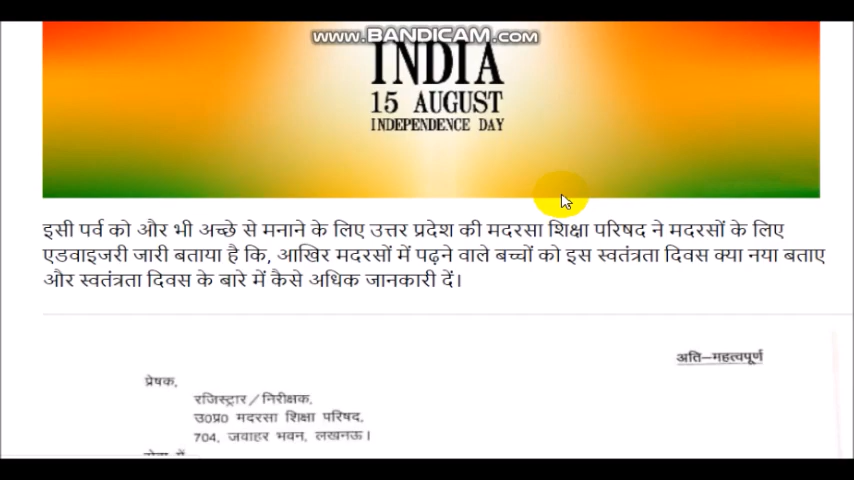 www.BANDICAM.com
INDIA
15 AUGUST
INDEPENDENCE DAY
इसी पर्व को और भी अच्छे से मनाने के लिए उत्तर प्रदेश की मदरसा शिक्षा परिषद ने मदरसों के लिए
एडवाइजरी जारी बताया है कि, आखिर मदरसों में पढ़ने वाले बच्चों को इस स्वतंत्रता दिवस क्या नया बताए
और स्वतंत्रता दिवस के बारे में कैसे अधिक जानकारी दें।
अति–महत्वपूर्ण
प्रेषक,
रजिस्ट्रार/निरीक्षक,
उ0प्र0 मदरसा शिक्षा परिषद,
704, जवाहर भवन, लखनऊ।